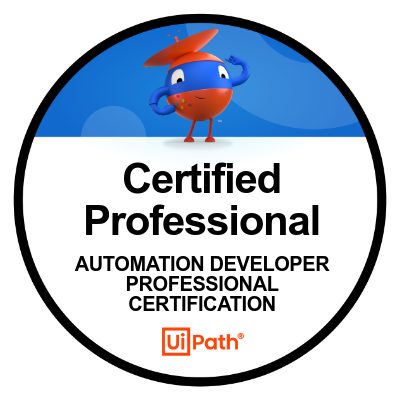 Certified
Professional
AUTOMATION DEVELOPER
PROFESSIONAL
CERTIFICATION
UiPath®